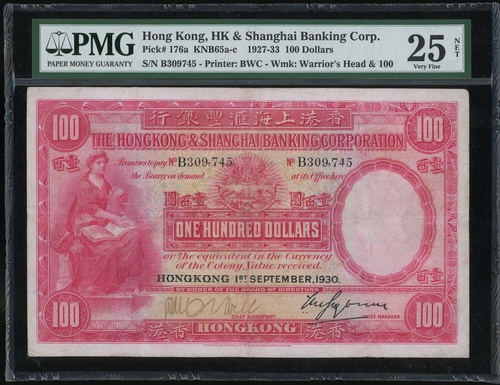 PMG
PAPER MONEY GUARANTY
Hong Kong, HK & Shanghai Banking Corp.
Pick# 176a KNB65a-c 1927-33 100 Dollars
S/N B309745 - Printer: BWC - Wmk: Warrior's Head & 100
25 NET
Very Fine
100 行銀豐滙海上港香 100
THE HONGKONG & SHANGHAI BANKING CORPORATION
Promises to pay No B309,745 No B309,745
the Bearer on demand at its Office here
百壹 圓 百壹 圓 百壹
ONE HUNDRED DOLLARS
or the equivalent in the Currency
of the Colony, Value received.
HONGKONG 1ST SEPTEMBER, 1930.
BY ORDER OF THE BOARD OF DIRECTORS
CHIEF ACCOUNTANT CHIEF MANAGER
100 港香 HONGKONG 港香 100